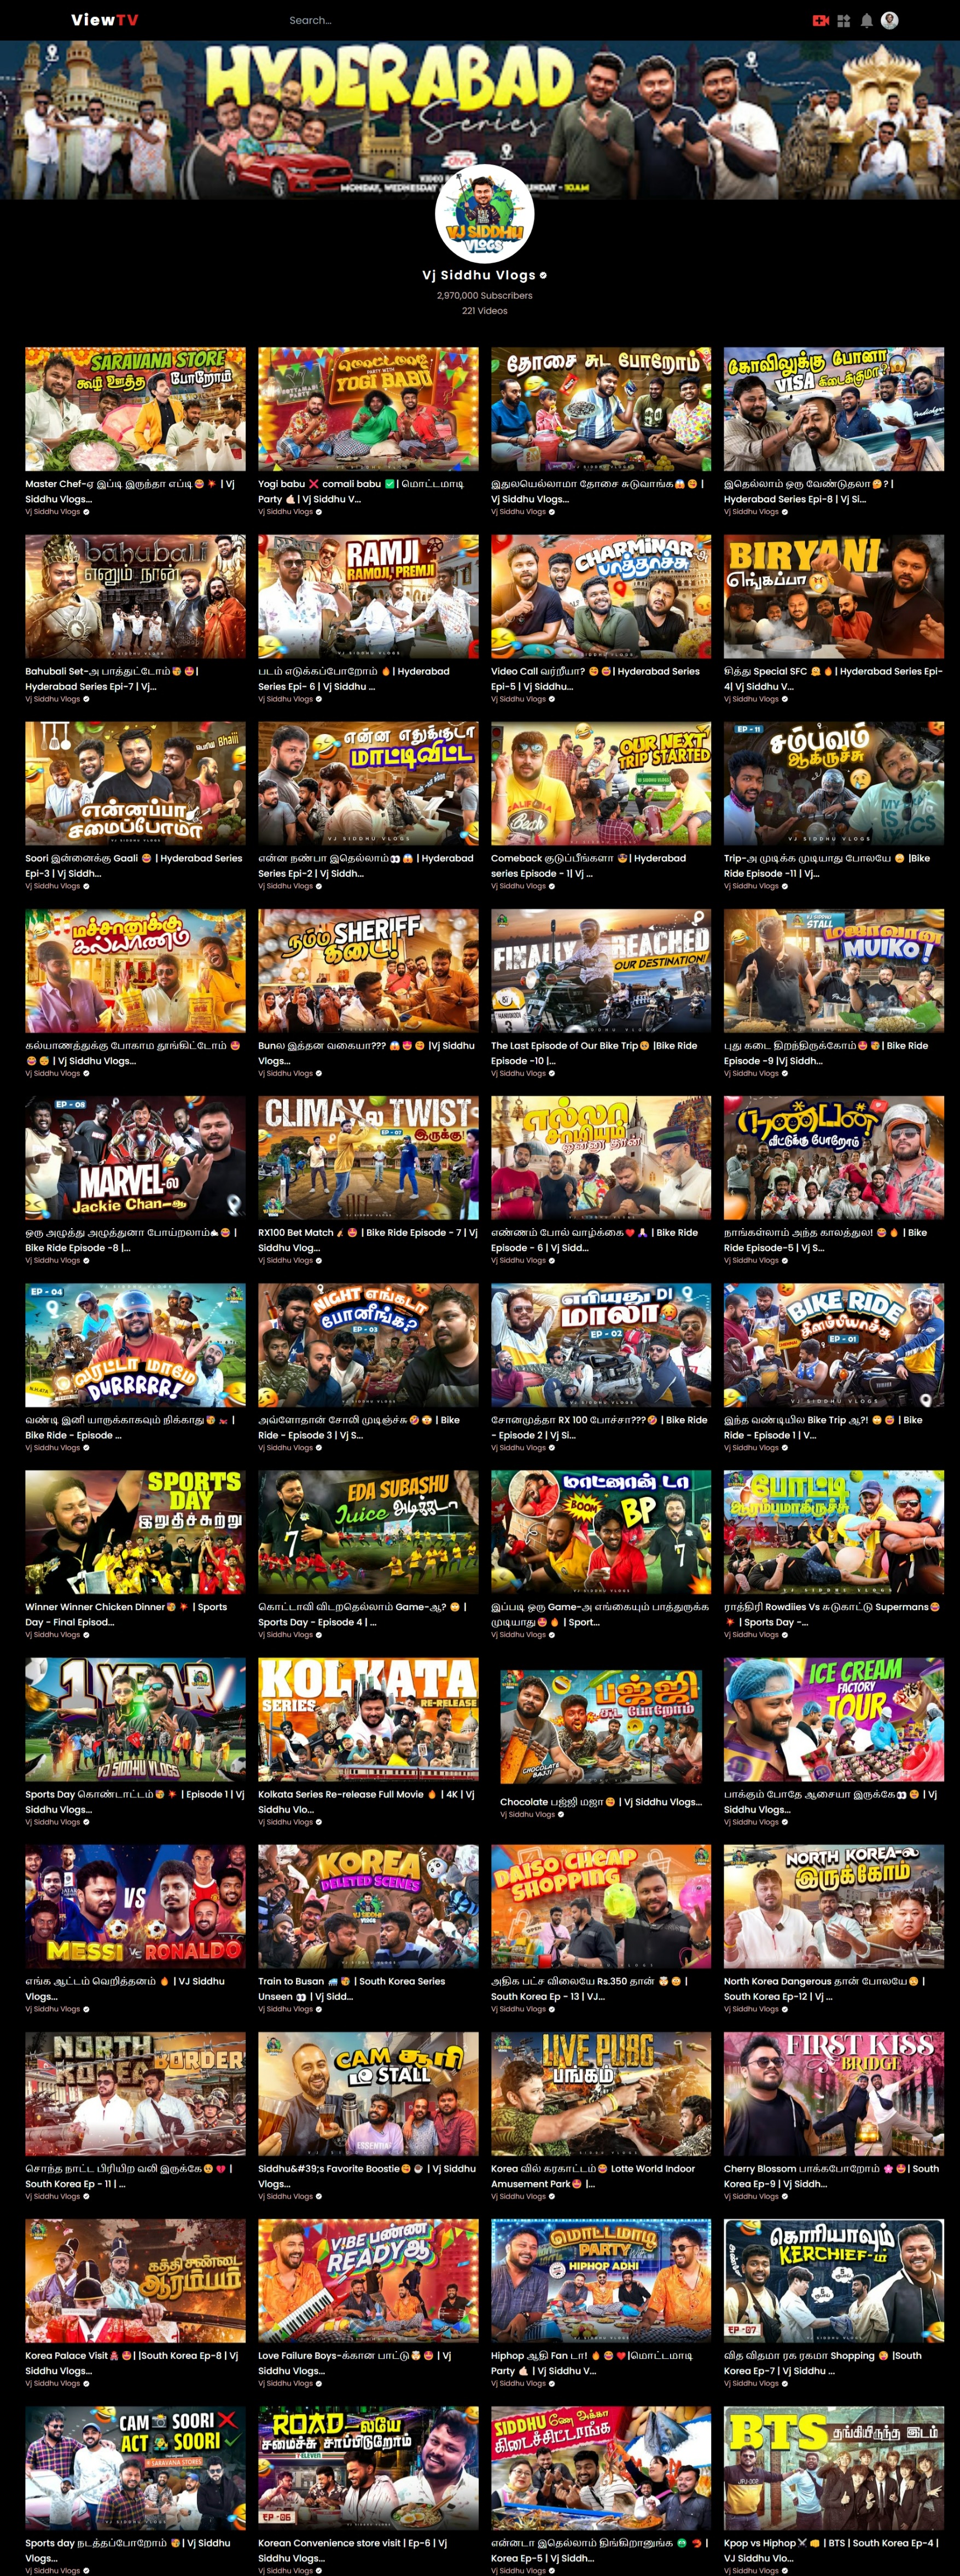 ViewTV
Search...
HYDERABAD
Series
Vj Siddhu Vlogs
2,970,000 Subscribers
221 Videos
SARAVANA STORE
கூழ் ஊத்த போறோம்
Master Chef-ஏ இப்டி இருந்தா எப்டி | Vj
Siddhu Vlogs...
Vj Siddhu Vlogs
PARTY WITH
YOGI BABU
Yogi babu ❌ comali babu ✅| மொட்டமாடி
Party | Vj Siddhu V...
Vj Siddhu Vlogs
தோசை சுட போறோம்
இதுலயெல்லாமா தோசை சுடுவாங்க |
Vj Siddhu Vlogs...
Vj Siddhu Vlogs
கோவிலுக்கு போனா
VISA கிடைக்குமா?
இதெல்லாம் ஒரு வேண்டுதலா? |
Hyderabad Series Epi-8 | Vj Si...
Vj Siddhu Vlogs
bahubali
எனும் நான்
Bahubali Set-அ பாத்துட்டோம் |
Hyderabad Series Epi-7 | Vj...
Vj Siddhu Vlogs
RAMJI
RAMOJI, PREMJI
படம் எடுக்கப்போறோம் | Hyderabad
Series Epi- 6 | Vj Siddhu ...
Vj Siddhu Vlogs
CHARMINAR-அ
பாத்தாச்சு
Video Call வர்றீயா? | Hyderabad Series
Epi-5 | Vj Siddhu...
Vj Siddhu Vlogs
BIRYANI
எங்கப்பா
கித்து Special SFC | Hyderabad Series Epi-
4| Vj Siddhu V...
Vj Siddhu Vlogs
பெரிய Bhaiii
என்னப்பா
சமைப்போமா
Soori இன்னைக்கு Gaali | Hyderabad Series
Epi-3 | Vj Siddh...
Vj Siddhu Vlogs
என்ன எதுக்குடா
மாட்டிவிட்ட
என்ன நண்பா இதெல்லாம் | Hyderabad
Series Epi-2 | Vj Siddh...
Vj Siddhu Vlogs
OUR NEXT
TRIP STARTED
Comeback குடுப்பீங்களா | Hyderabad
series Episode - 1| Vj ...
Vj Siddhu Vlogs
EP - 11
சம்பவம்
ஆகிருச்சு
Trip-அ முடிக்க முடியாது போலயே |Bike
Ride Episode -11 | Vj...
Vj Siddhu Vlogs
மச்சானுக்கு
கல்யாணம்
கல்யாணத்துக்கு போகாம தூங்கிட்டோம்
| Vj Siddhu Vlogs...
Vj Siddhu Vlogs
நம்ம SHERIFF
கடை!
Bunல இத்தன வகையா??? |Vj Siddhu
Vlogs...
Vj Siddhu Vlogs
FINALLY REACHED
OUR DESTINATION!
The Last Episode of Our Bike Trip |Bike Ride
Episode -10 |...
Vj Siddhu Vlogs
VJ SIDDHU
STALL
மஜாவான
MUIKO!
புது கடை திறந்திருக்கோம் | Bike Ride
Episode -9 |Vj Siddh...
Vj Siddhu Vlogs
EP - 08
MARVEL-ல
Jackie Chan-ஆ
ஒரு அழுத்து அழுத்துனா போய்றலாம் |
Bike Ride Episode -8 |...
Vj Siddhu Vlogs
CLIMAXல TWIST
EP - 07
இருக்கு!
RX100 Bet Match | Bike Ride Episode - 7 | Vj
Siddhu Vlog...
Vj Siddhu Vlogs
எல்லா
சாமியும்
ஒன்னு தான்
எண்ணம் போல் வாழ்க்கை | Bike Ride
Episode - 6 | Vj Sidd...
Vj Siddhu Vlogs
நண்பன்
வீட்டுக்கு போறோம்
நாங்கல்லாம் அந்த காலத்துல! | Bike
Ride Episode-5 | Vj S...
Vj Siddhu Vlogs
EP - 04
வரட்டா மாமே
DURRRRR!
வண்டி இனி யாருக்காகவும் நிக்காது |
Bike Ride - Episode ...
Vj Siddhu Vlogs
NIGHT எங்கடா
போனீங்க?
EP - 03
அவ்ளோதான் சோலி முடிஞ்ச்சு | Bike
Ride - Episode 3 | Vj S...
Vj Siddhu Vlogs
எரியுது DI
மாலா
EP - 02
சோனமுத்தா RX 100 போச்சா??? | Bike Ride
- Episode 2 | Vj Si...
Vj Siddhu Vlogs
BIKE RIDE
கிளம்பியாச்சு
EP - 01
இந்த வண்டியில Bike Trip ஆ?! | Bike
Ride - Episode 1 | V...
Vj Siddhu Vlogs
SPORTS
DAY
இறுதிச்சுற்று
Winner Winner Chicken Dinner | Sports
Day - Final Episod...
Vj Siddhu Vlogs
EDA SUBASHU
Juice அடிக்கடா
கொட்டாவி விடறதெல்லாம் Game-ஆ? |
Sports Day - Episode 4 | ...
Vj Siddhu Vlogs
மாட்னான் டா
BOOM
BP
இப்படி ஒரு Game-அ எங்கையும் பாத்துருக்க
முடியாது | Sport...
Vj Siddhu Vlogs
போட்டி
ஆரம்பமாகிருச்சு
ராத்திரி Rowdiies Vs சுடுகாட்டு Supermans
| Sports Day -...
Vj Siddhu Vlogs
1 YEAR
VJ SIDDHU VLOGS
Sports Day கொண்டாட்டம் | Episode 1 | Vj
Siddhu Vlogs...
Vj Siddhu Vlogs
KOLKATA
SERIES
RE-RELEASE
Kolkata Series Re-release Full Movie | 4K | Vj
Siddhu Vlo...
Vj Siddhu Vlogs
பஜ்ஜி
சுட போறோம்
CHOCOLATE
BAJJI
Chocolate பஜ்ஜி மஜா | Vj Siddhu Vlogs...
Vj Siddhu Vlogs
ICE CREAM
FACTORY
TOUR
பாக்கும் போதே ஆசையா இருக்கே | Vj
Siddhu Vlogs...
Vj Siddhu Vlogs
VS
MESSI vs RONALDO
எங்க ஆட்டம் வெறித்தனம் | VJ Siddhu
Vlogs...
Vj Siddhu Vlogs
KOREA
DELETED SCENES
Train to Busan | South Korea Series
Unseen | Vj Sidd...
Vj Siddhu Vlogs
DAISO CHEAP
SHOPPING
OPEN
அதிக பட்ச விலையே Rs.350 தான் |
South Korea Ep - 13 | VJ...
Vj Siddhu Vlogs
NORTH KOREA-ல
இருக்கோம்
North Korea Dangerous தான் போலயே |
South Korea Ep-12 | Vj ...
Vj Siddhu Vlogs
NORTH
KOREA BORDER
சொந்த நாட்ட பிரியிற வலி இருக்கே |
South Korea Ep - 11 | ...
Vj Siddhu Vlogs
CAM சூரி
டீ STALL
Siddhu&#39;s Favorite Boostie | Vj Siddhu
Vlogs...
Vj Siddhu Vlogs
LIVE PUBG
பங்கம்
Korea வில் கரகாட்டம் Lotte World Indoor
Amusement Park |...
Vj Siddhu Vlogs
FIRST KISS
BRIDGE
Cherry Blossom பாக்கபோறோம் | South
Korea Ep-9 | Vj Siddh...
Vj Siddhu Vlogs
கத்தி சண்டை
ஆரம்பம்
Korea Palace Visit | |South Korea Ep-8 | Vj
Siddhu Vlogs...
Vj Siddhu Vlogs
VIBE பண்ண
READYஆ
Love Failure Boys-க்கான பாட்டு | Vj
Siddhu Vlogs...
Vj Siddhu Vlogs
மொட்டமாடி
PARTY
HIPHOP ADHI
Hiphop ஆதி Fan டா! |மொட்டமாடி
Party | Vj Siddhu V...
Vj Siddhu Vlogs
கொரியாவும்
KERCHIEF-ம்
EP -07
வித விதமா ரக ரகமா Shopping |South
Korea Ep-7 | Vj Siddhu ...
Vj Siddhu Vlogs
CAM SOORI
ACT SOORI
SARAVANA STORES
Sports day நடத்தப்போறோம் | Vj Siddhu
Vlogs...
Vj Siddhu Vlogs
ROAD-லயே
சமைச்சு சாப்பிடுறோம்
7-ELEVEN
EP -06
Korean Convenience store visit | Ep-6 | Vj
Siddhu Vlogs...
Vj Siddhu Vlogs
SIDDHU ணே அக்கா
கிடைச்சிட்டாங்க
என்னடா இதெல்லாம் திங்கிறானுங்க |
Korea Ep-5 | Vj Siddh...
Vj Siddhu Vlogs
BTS தங்கியிருந்த இடம்
Kpop vs Hiphop | BTS | South Korea Ep-4 |
VJ Siddhu Vlo...
Vj Siddhu Vlogs